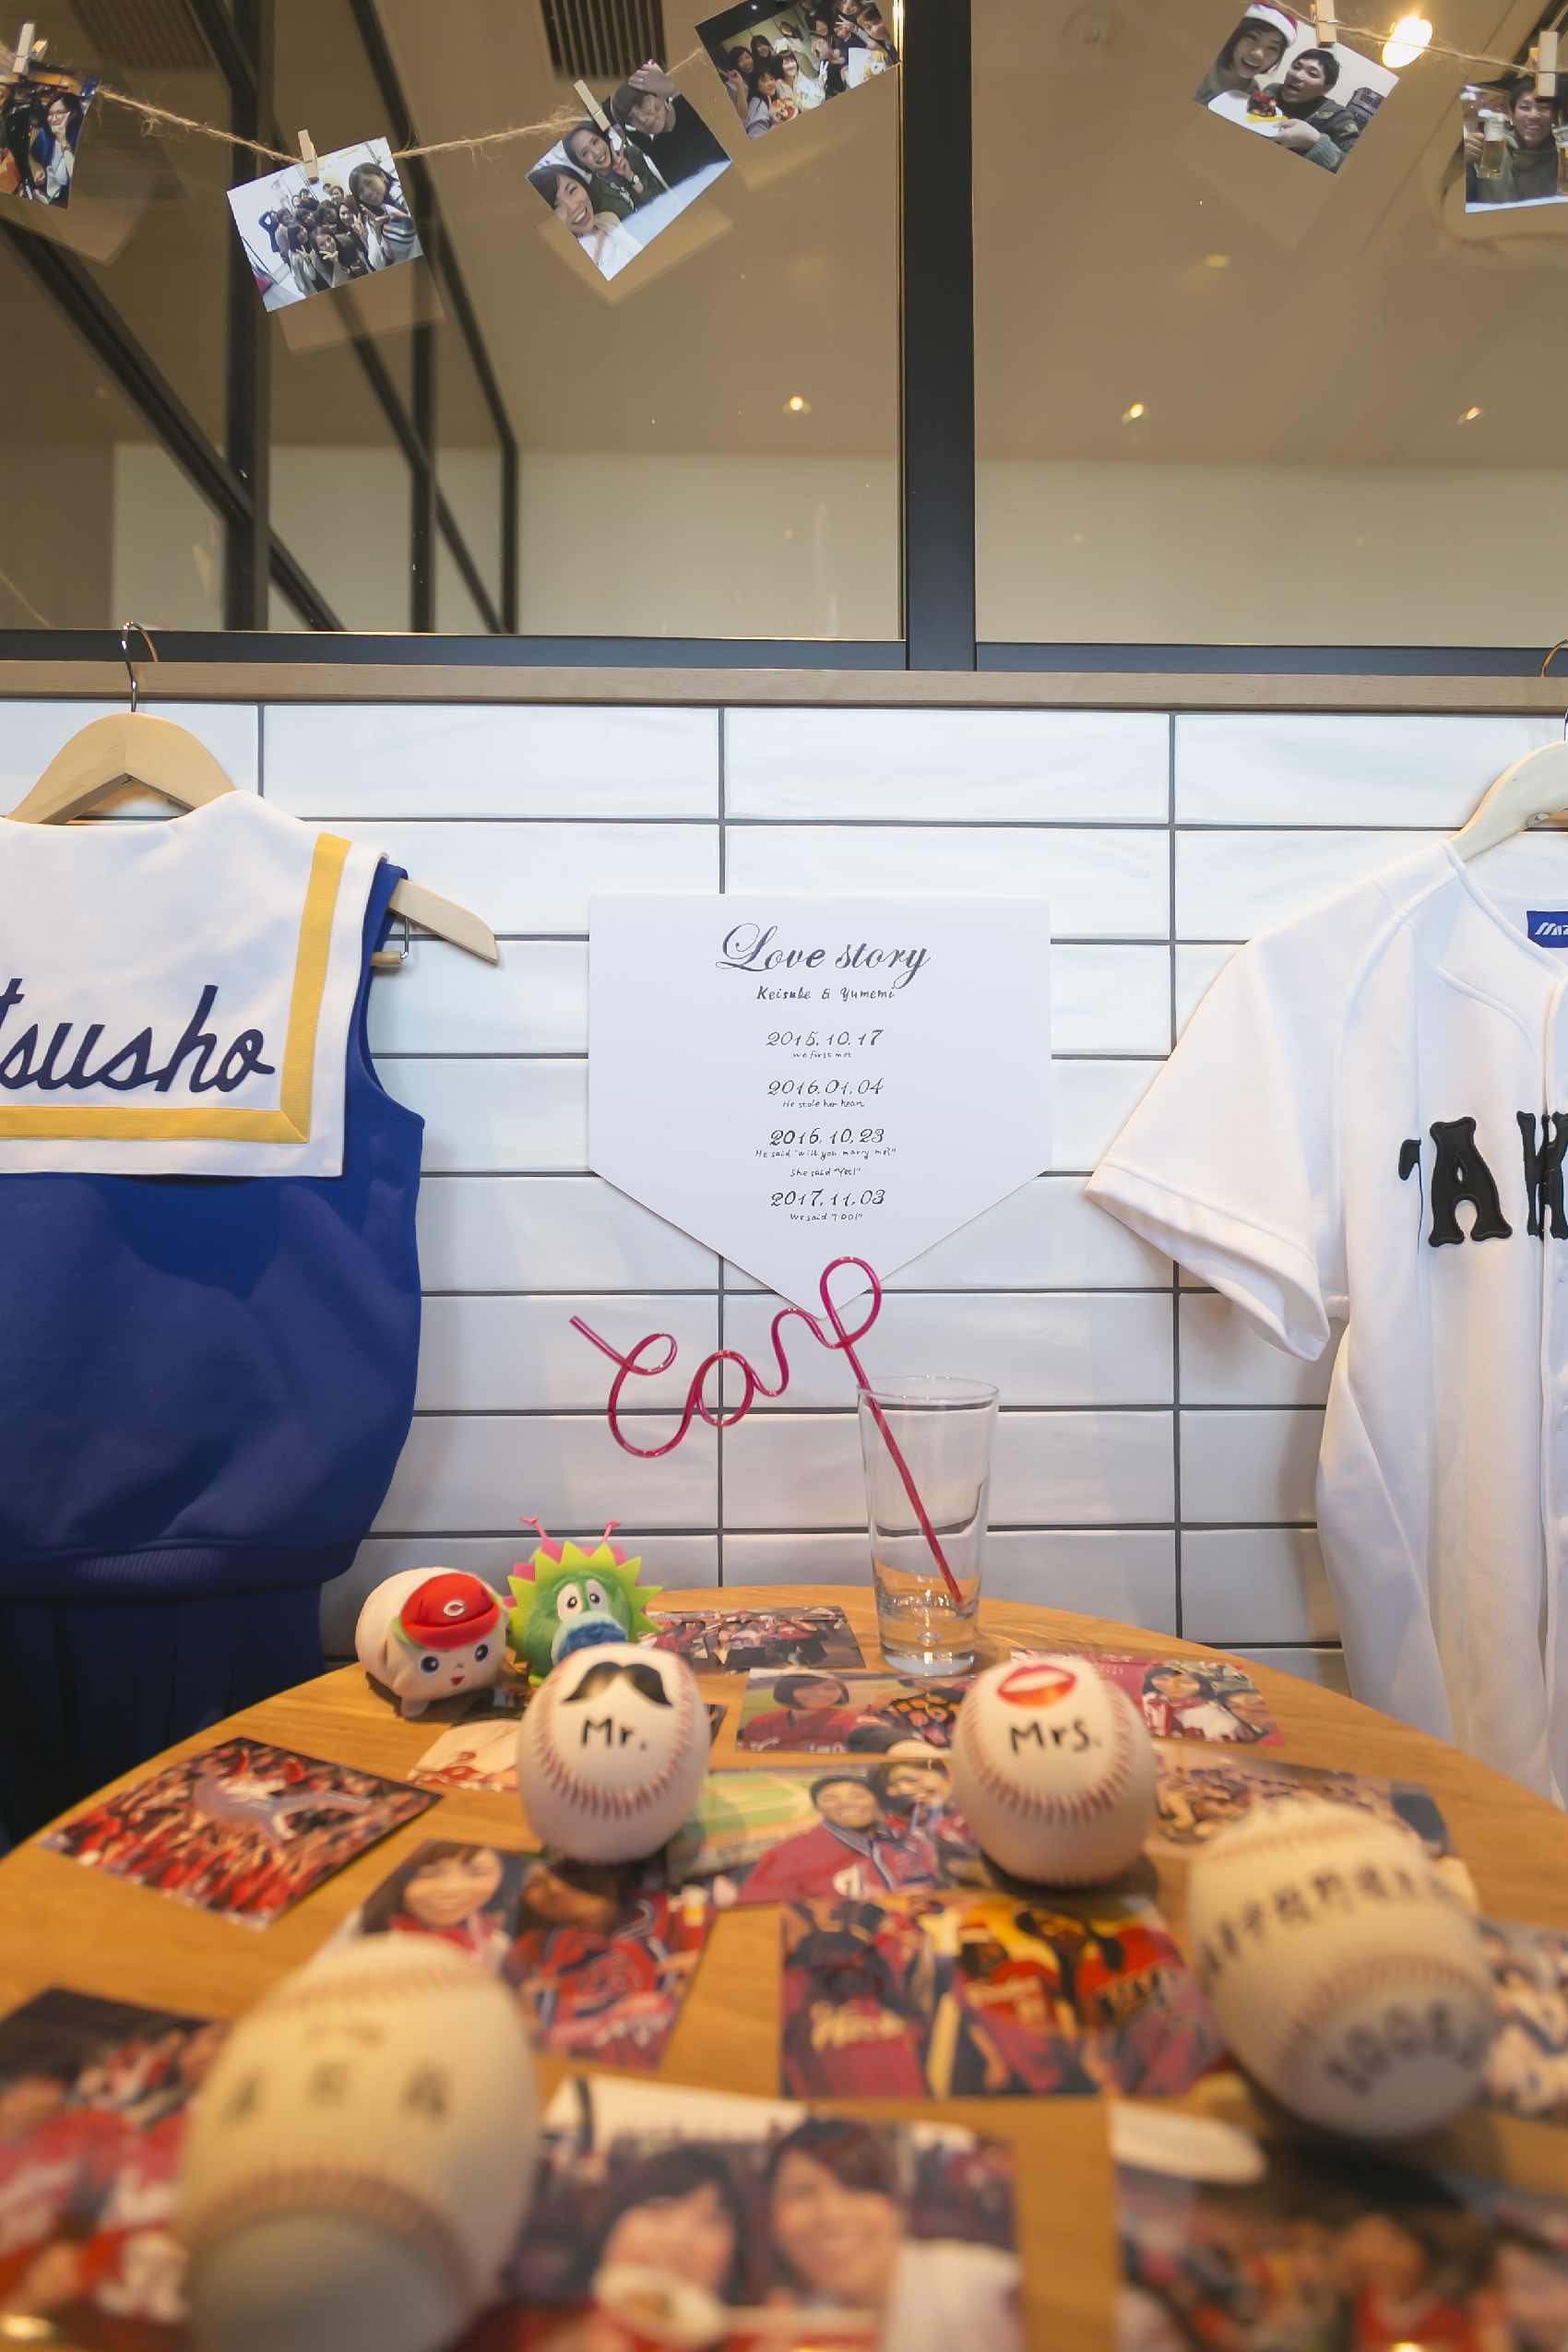 Love story
Keisuke & Yumemi
2015.10.17
we first met
2016.01.04
He stole her heart
2016.10.23
He said "will you marry me?"
She said "Yes!"
2017.11.03
We said "I DO!"
tsusho
AW
Carp
C
Mr.
Mrs.